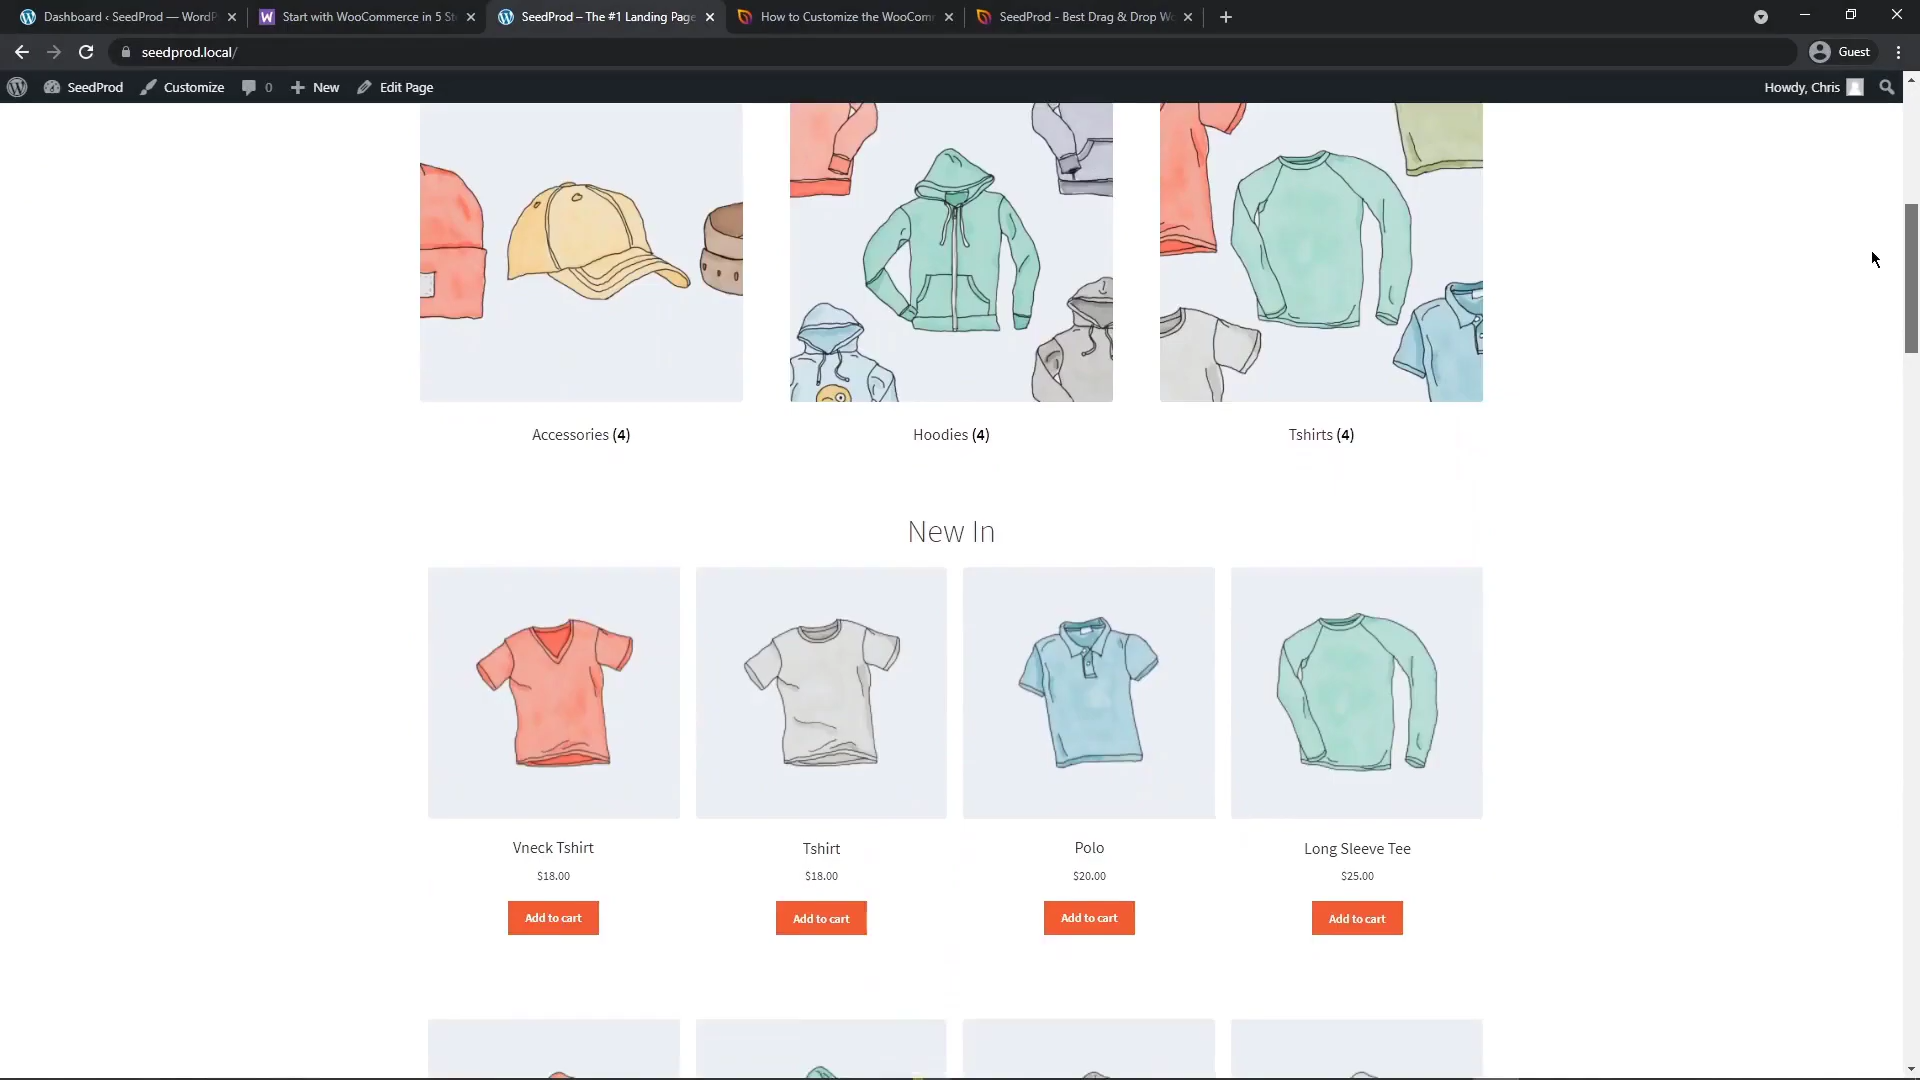 Dashboard ‹ SeedProd — WordP
Start with WooCommerce in 5 St
SeedProd – The #1 Landing Page
How to Customize the WooComm
SeedProd - Best Drag & Drop Wo
seedprod.local/
Guest
SeedProd
Customize
0
New
Edit Page
Howdy, Chris
Accessories (4)
Hoodies (4)
Tshirts (4)
New In
Vneck Tshirt
Tshirt
Polo
Long Sleeve Tee
$18.00
$18.00
$20.00
$25.00
Add to cart
Add to cart
Add to cart
Add to cart